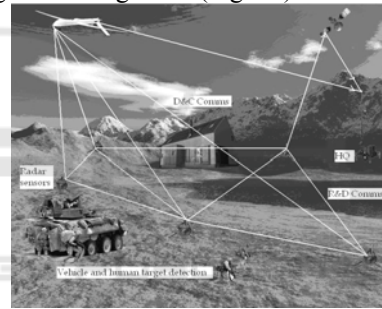 D&C Comms
HQ
Radar
sensors
Comms
Vehicle and human target detection